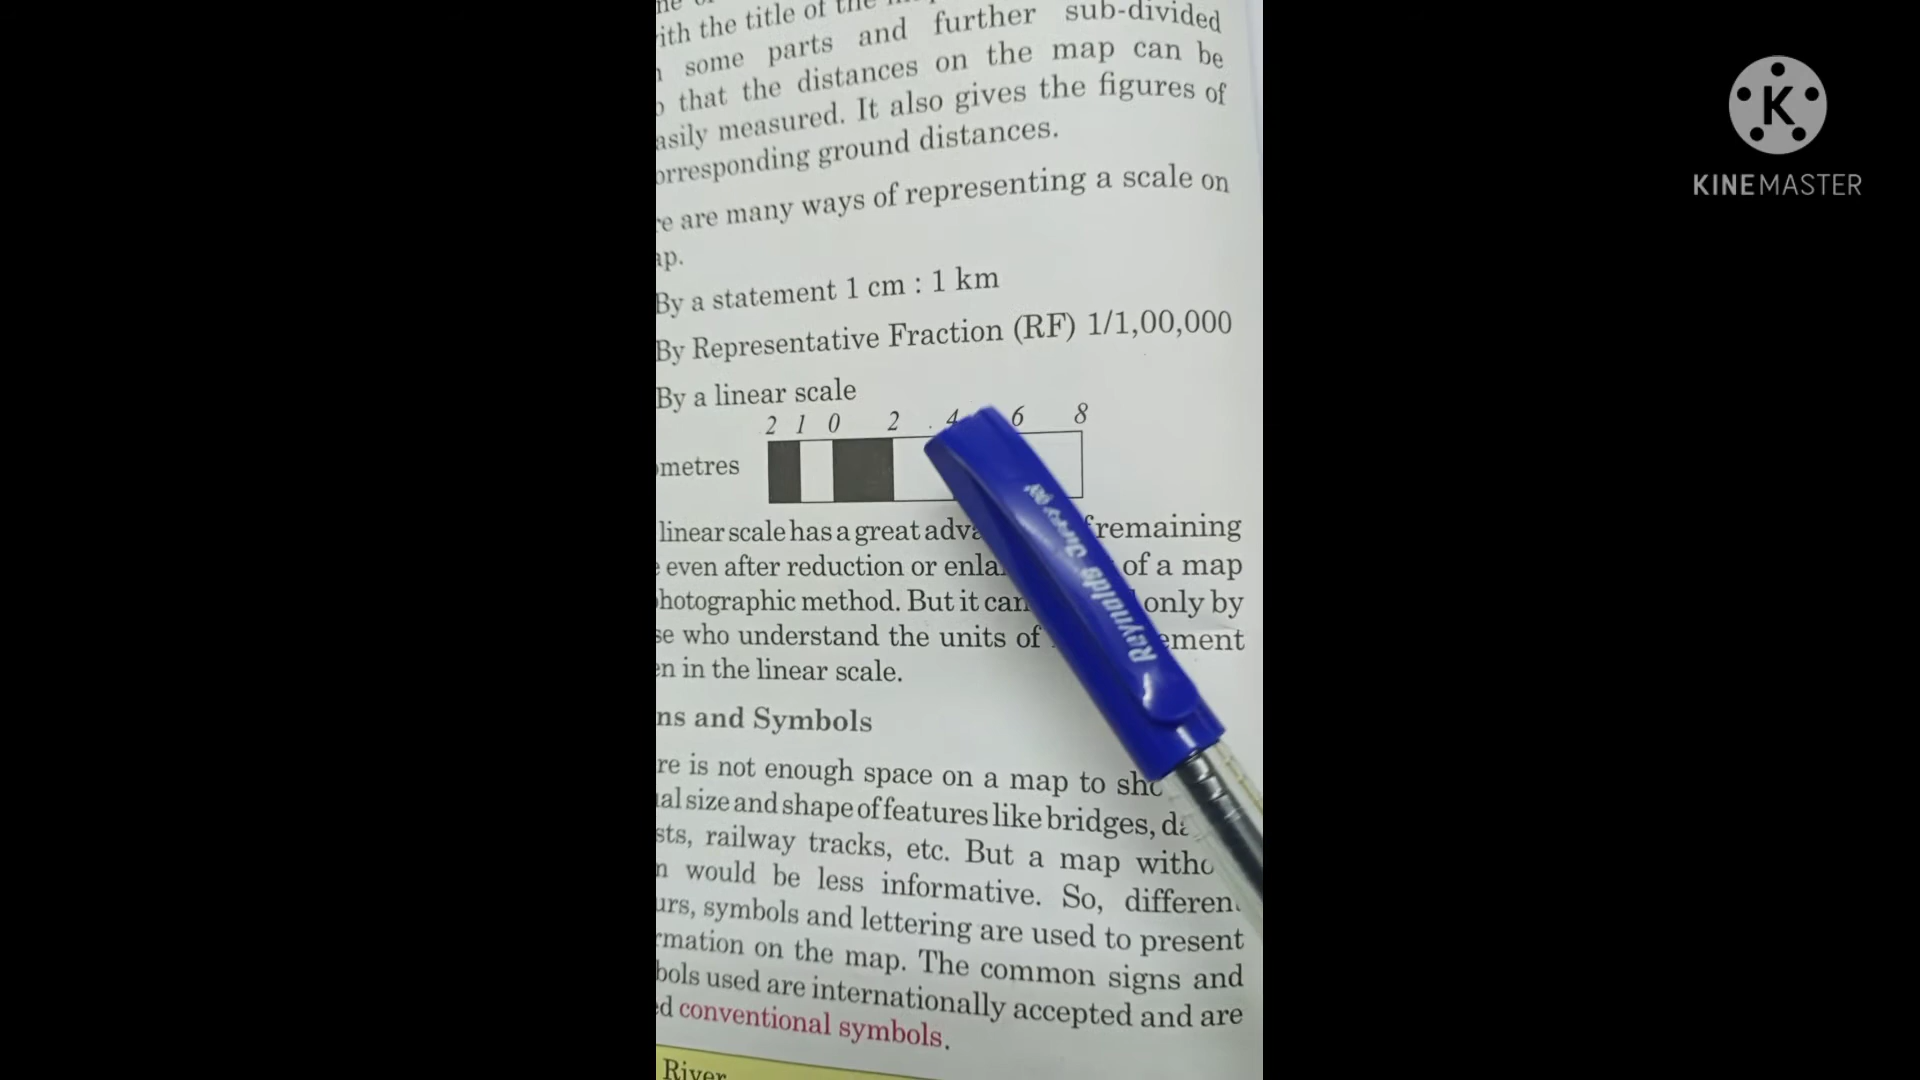 with the title of the
some parts and further sub-divided
that the distances on the map can be
asily measured. It also gives the figures of
orresponding ground distances.
re are many ways of representing a scale on
ap.
By a statement 1 cm : 1 km
By Representative Fraction (RF) 1/1,00,000
By a linear scale
2 1 0 2 4 6 8
ometres
linear scale has a great adva remaining
even after reduction or enla of a map
hotographic method. But it can only by
se who understand the units of ement
en in the linear scale.
ns and Symbols
re is not enough space on a map to sho
ual size and shape of features like bridges, da
sts, railway tracks, etc. But a map witho
n would be less informative. So, differen
urs, symbols and lettering are used to present
rmation on the map. The common signs and
bols used are internationally accepted and are
ed conventional symbols.
River
Reynolds Jiffy
K
KINEMASTER